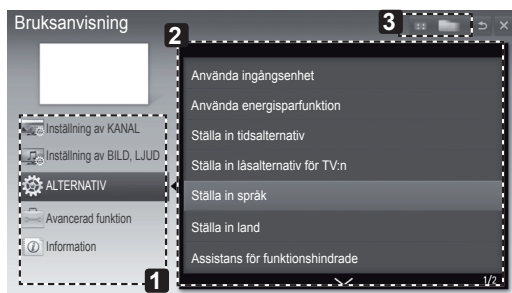 Bruksanvisning
3
2
Inställning av KANAL
Inställning av BILD, LJUD
ALTERNATIV
Avancerad funktion
Information
1
Använda ingångsenhet
Använda energisparfunktion
Ställa in tidsalternativ
Ställa in låsalternativ för TV:n
Ställa in språk
Ställa in land
Assistans för funktionshindrade
1/2